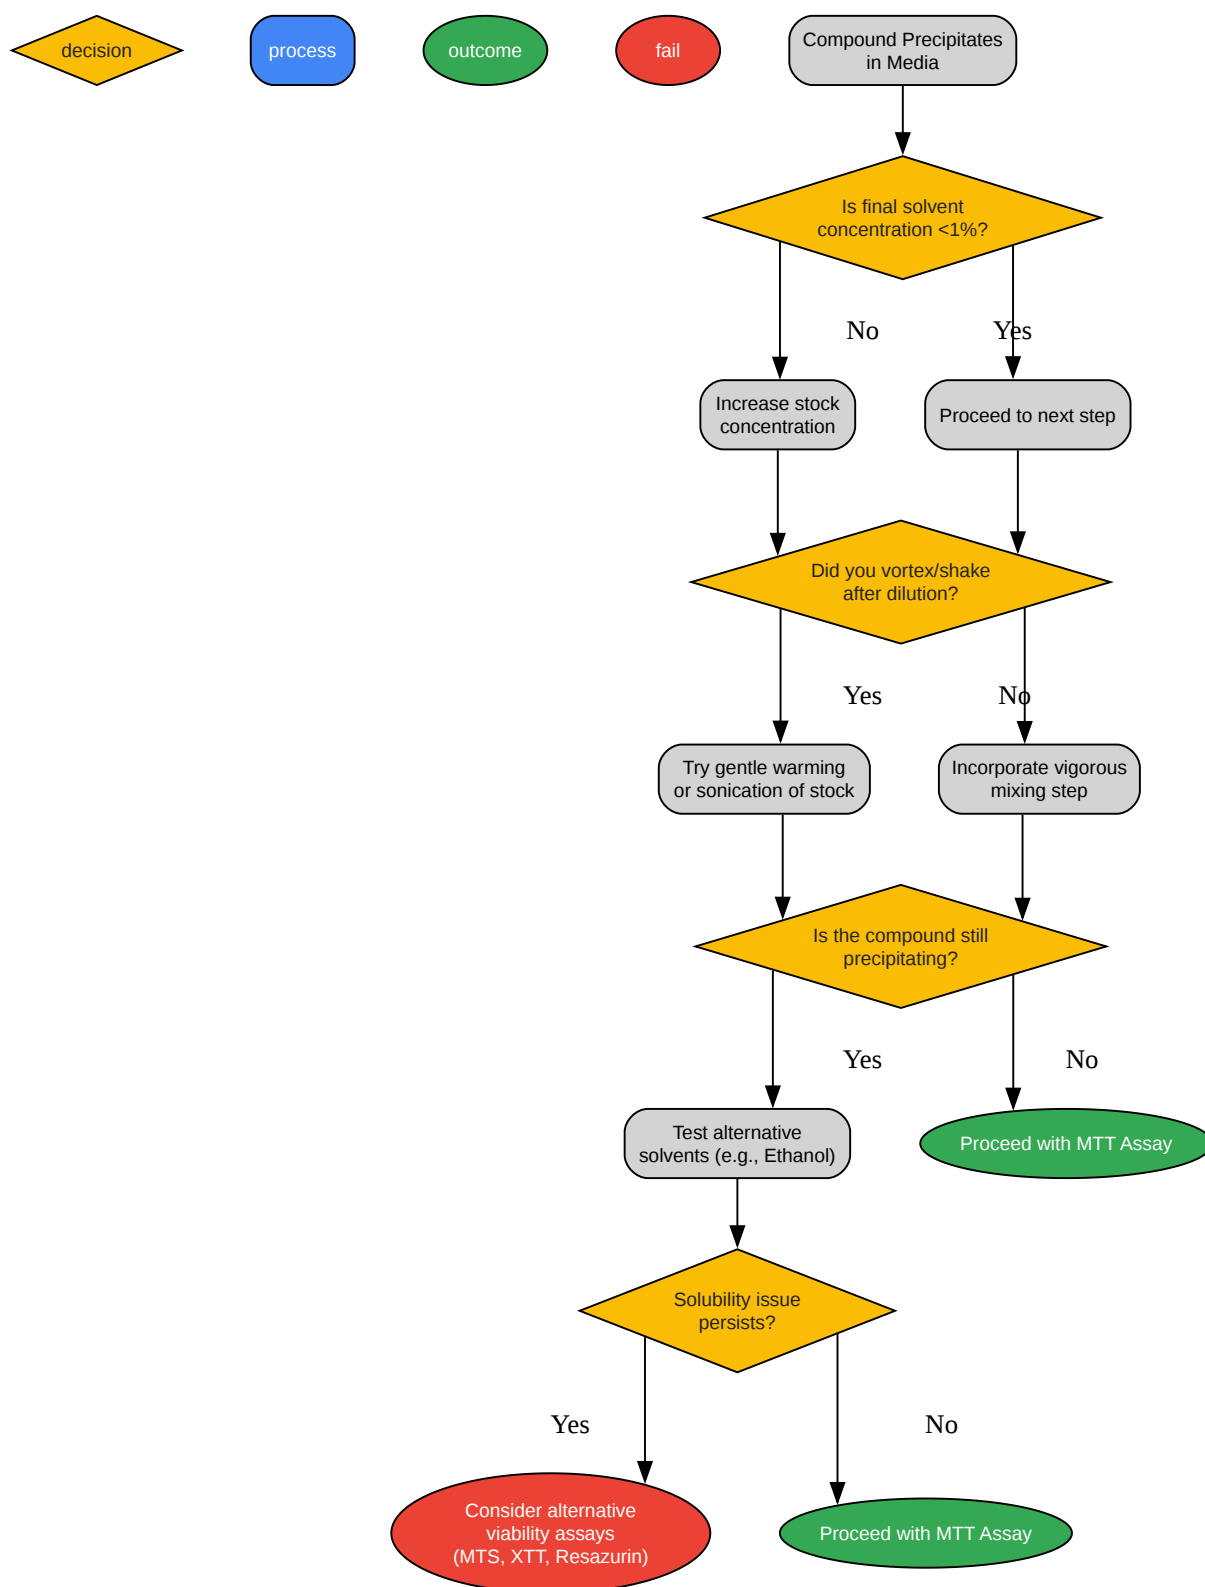 decision
process
outcome
fail
Compound Precipitates
in Media
Is final solvent
concentration <1%?
No
Yes
Increase stock
concentration
Proceed to next step
Did you vortex/shake
after dilution?
Yes
No
Try gentle warming
or sonication of stock
Incorporate vigorous
mixing step
Is the compound still
precipitating?
Yes
No
Test alternative
solvents (e.g., Ethanol)
Proceed with MTT Assay
Solubility issue
persists?
Yes
No
Consider alternative
viability assays
(MTS, XTT, Resazurin)
Proceed with MTT Assay